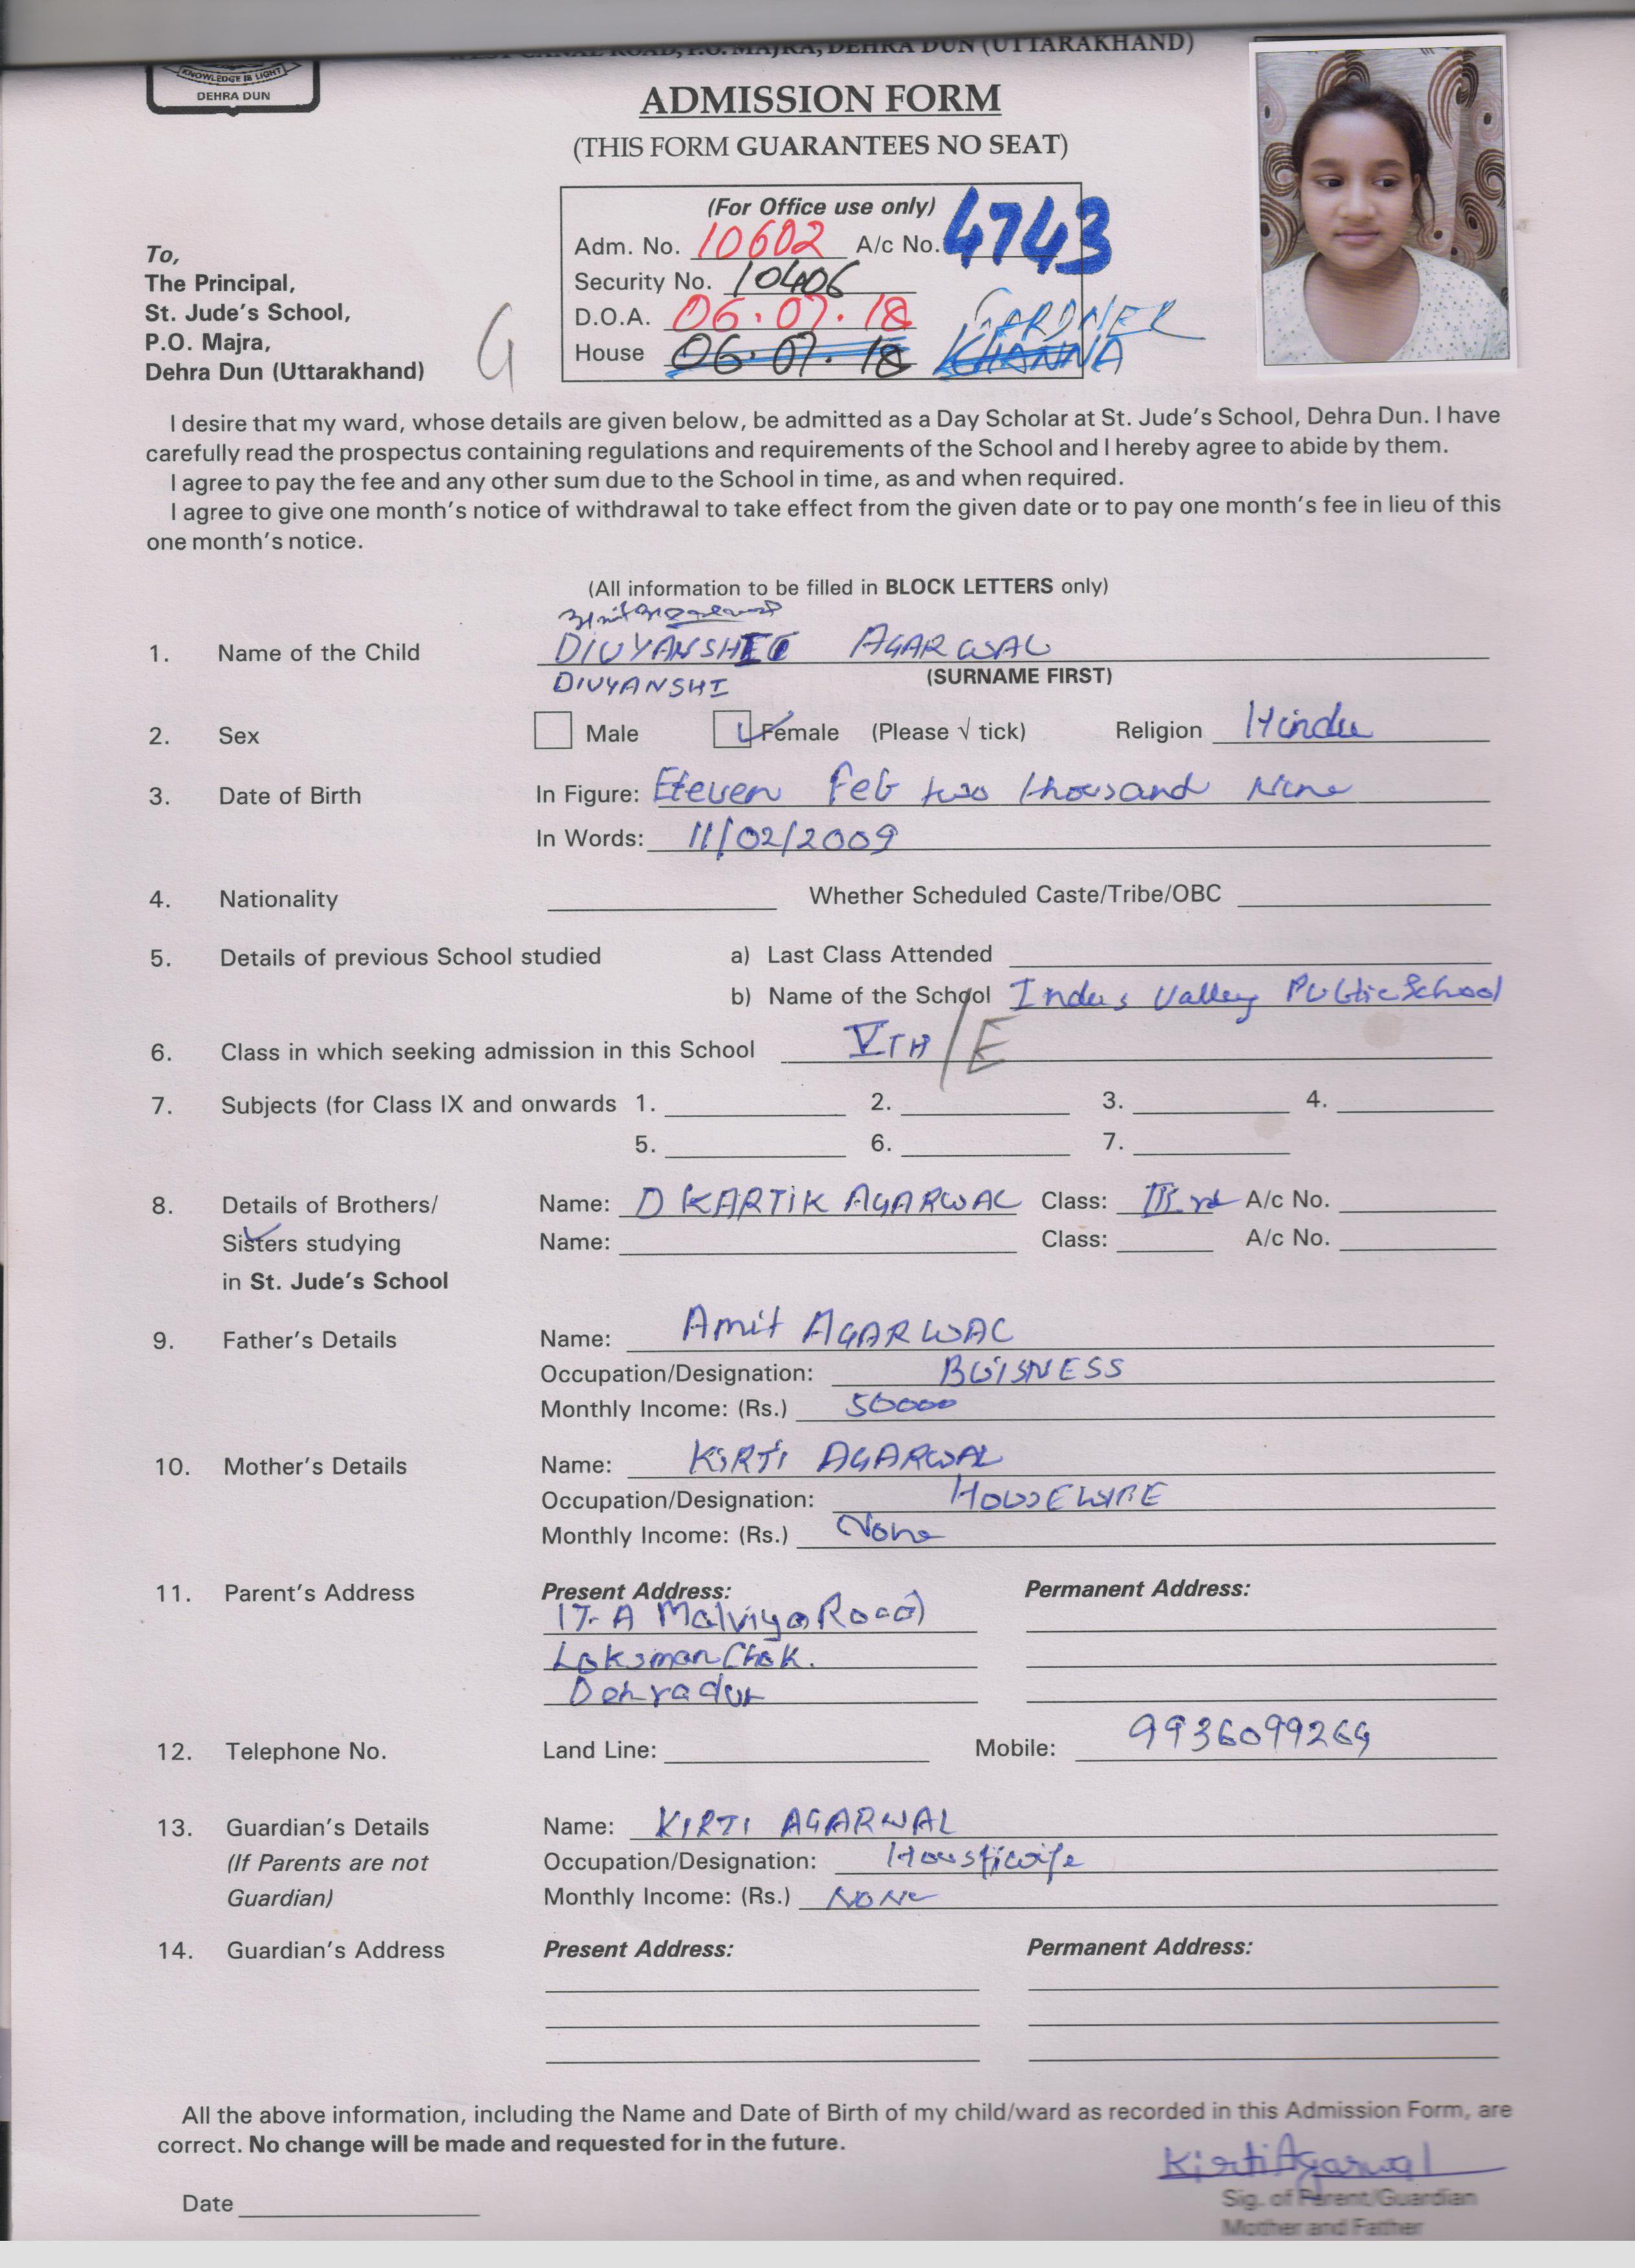 WEST CANAL ROAD, P.O. MAJRA, DEHRA DUN (UTTARAKHAND)
KNOWLEDGE IS LIGHT
DEHRA DUN
ADMISSION FORM
(THIS FORM GUARANTEES NO SEAT)
(For Office use only)
Adm. No. 10602 A/c No. 4743
Security No. 10406
D.O.A. 06.07.18 GARDNER
House 06.07.18 KHANNA
To,
The Principal,
St. Jude's School,
P.O. Majra,
Dehra Dun (Uttarakhand)
G
I desire that my ward, whose details are given below, be admitted as a Day Scholar at St. Jude's School, Dehra Dun. I have
carefully read the prospectus containing regulations and requirements of the School and I hereby agree to abide by them.
I agree to pay the fee and any other sum due to the School in time, as and when required.
I agree to give one month's notice of withdrawal to take effect from the given date or to pay one month's fee in lieu of this
one month's notice.
(All information to be filled in BLOCK LETTERS only)
1. Name of the Child AGARWAL
(SURNAME FIRST)
DIVYANSHI
2. Sex Male Female (Please √ tick) Religion Hindu
3. Date of Birth In Figure: Eleven Feb two thousand Nine
In Words: 11/02/2009
4. Nationality Whether Scheduled Caste/Tribe/OBC
5. Details of previous School studied a) Last Class Attended
b) Name of the School Indus Valley Public School
6. Class in which seeking admission in this School VTH/E
7. Subjects (for Class IX and onwards 1. 2. 3. 4.
5. 6. 7.
8. Details of Brothers/ Name: D KARTIK AGARWAL Class: III rd A/c No.
Sisters studying Name: Class: A/c No.
in St. Jude's School
9. Father's Details Name: Amit AGARWAL
Occupation/Designation: BUISNESS
Monthly Income: (Rs.) 50000
10. Mother's Details Name: KIRTI AGARWAL
Occupation/Designation: HOUSEWIFE
Monthly Income: (Rs.) None
11. Parent's Address Present Address: Permanent Address:
17-A Malviya Road
Laksman Chok.
Dehradun
12. Telephone No. Land Line: Mobile: 9936099269
13. Guardian's Details Name: KIRTI AGARWAL
(If Parents are not Occupation/Designation: Housewife
Guardian) Monthly Income: (Rs.) NONE
14. Guardian's Address Present Address: Permanent Address:
All the above information, including the Name and Date of Birth of my child/ward as recorded in this Admission Form, are
correct. No change will be made and requested for in the future.
Kirti Agarwal
Date
Sig. of Parent/Guardian
Mother and Father